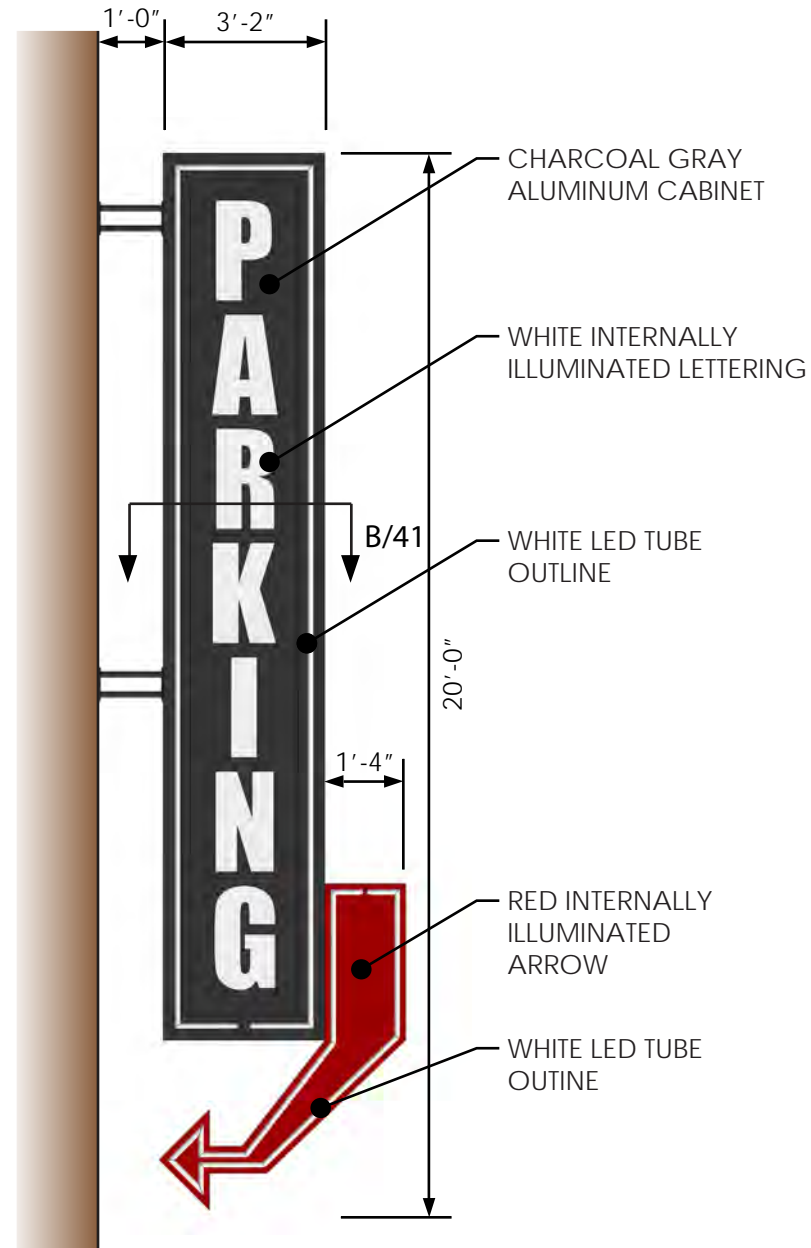 1'-0"
3'-2"
CHARCOAL GRAY
ALUMINUM CABINET
PARKING
WHITE INTERNALLY
ILLUMINATED LETTERING
B/41
WHITE LED TUBE
OUTLINE
20'-0"
1'-4"
RED INTERNALLY
ILLUMINATED
ARROW
WHITE LED TUBE
OUTINE